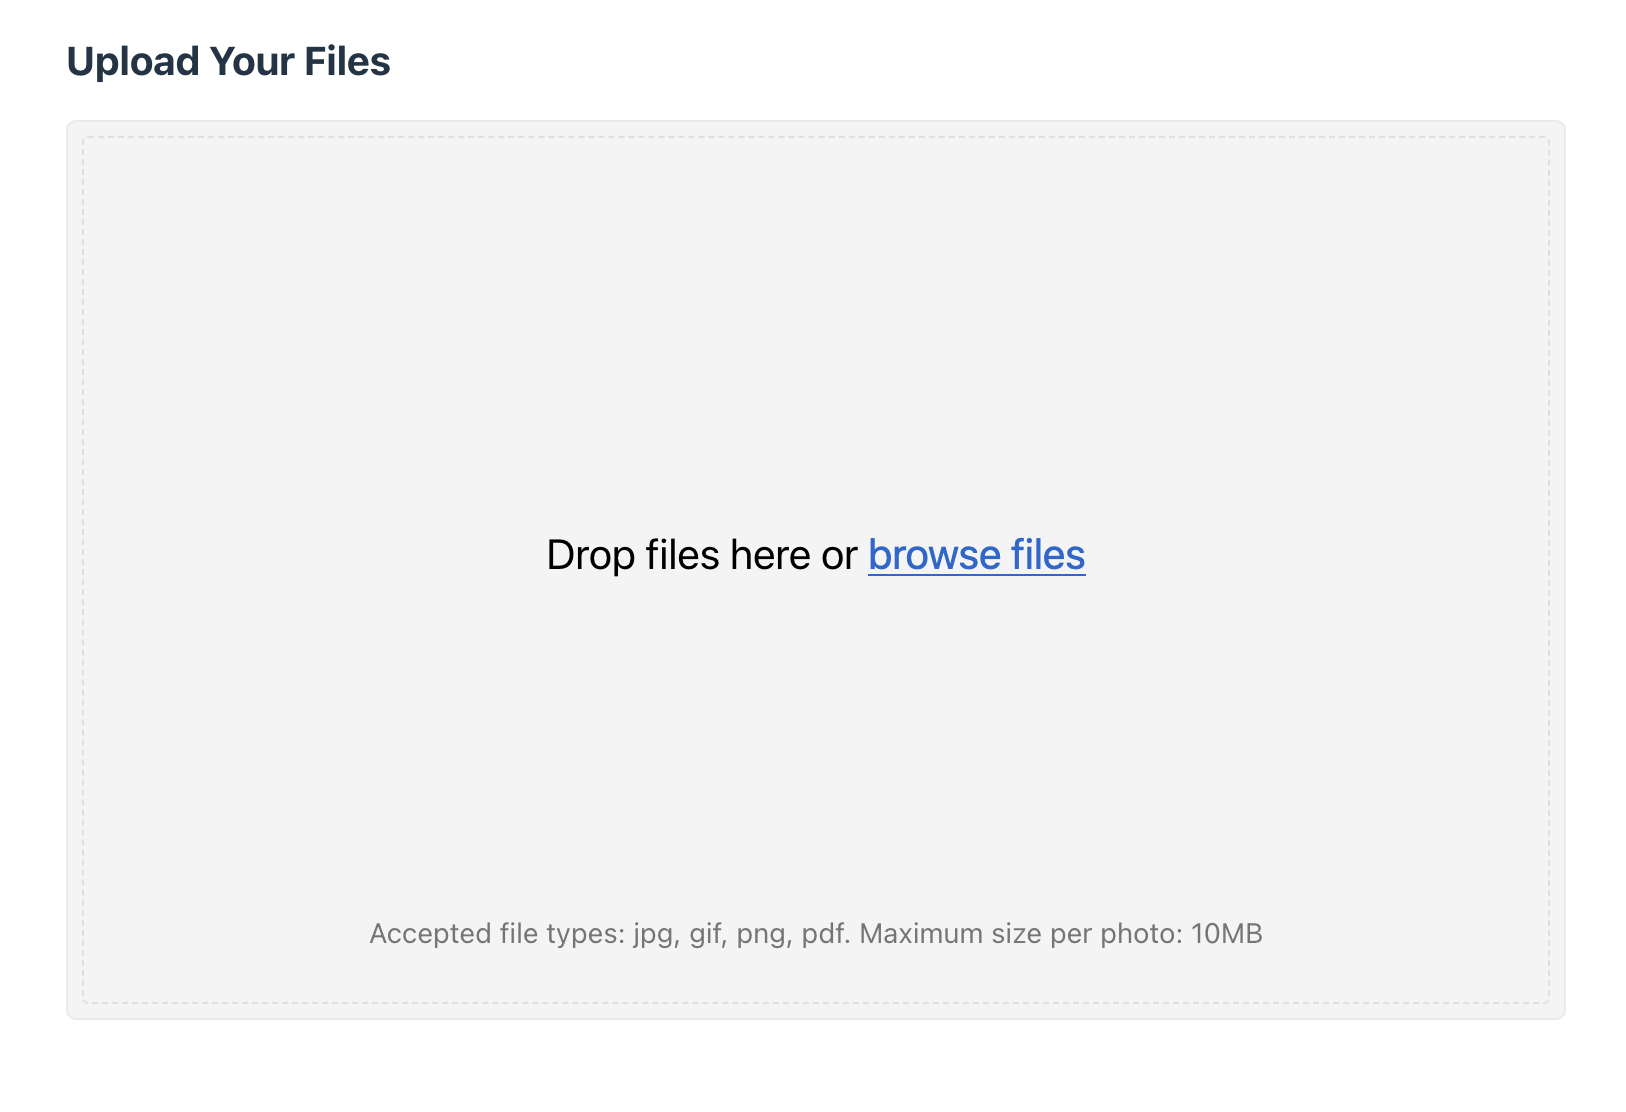 Upload Your Files
Drop files here or browse files
Accepted file types: jpg, gif, png, pdf. Maximum size per photo: 10MB